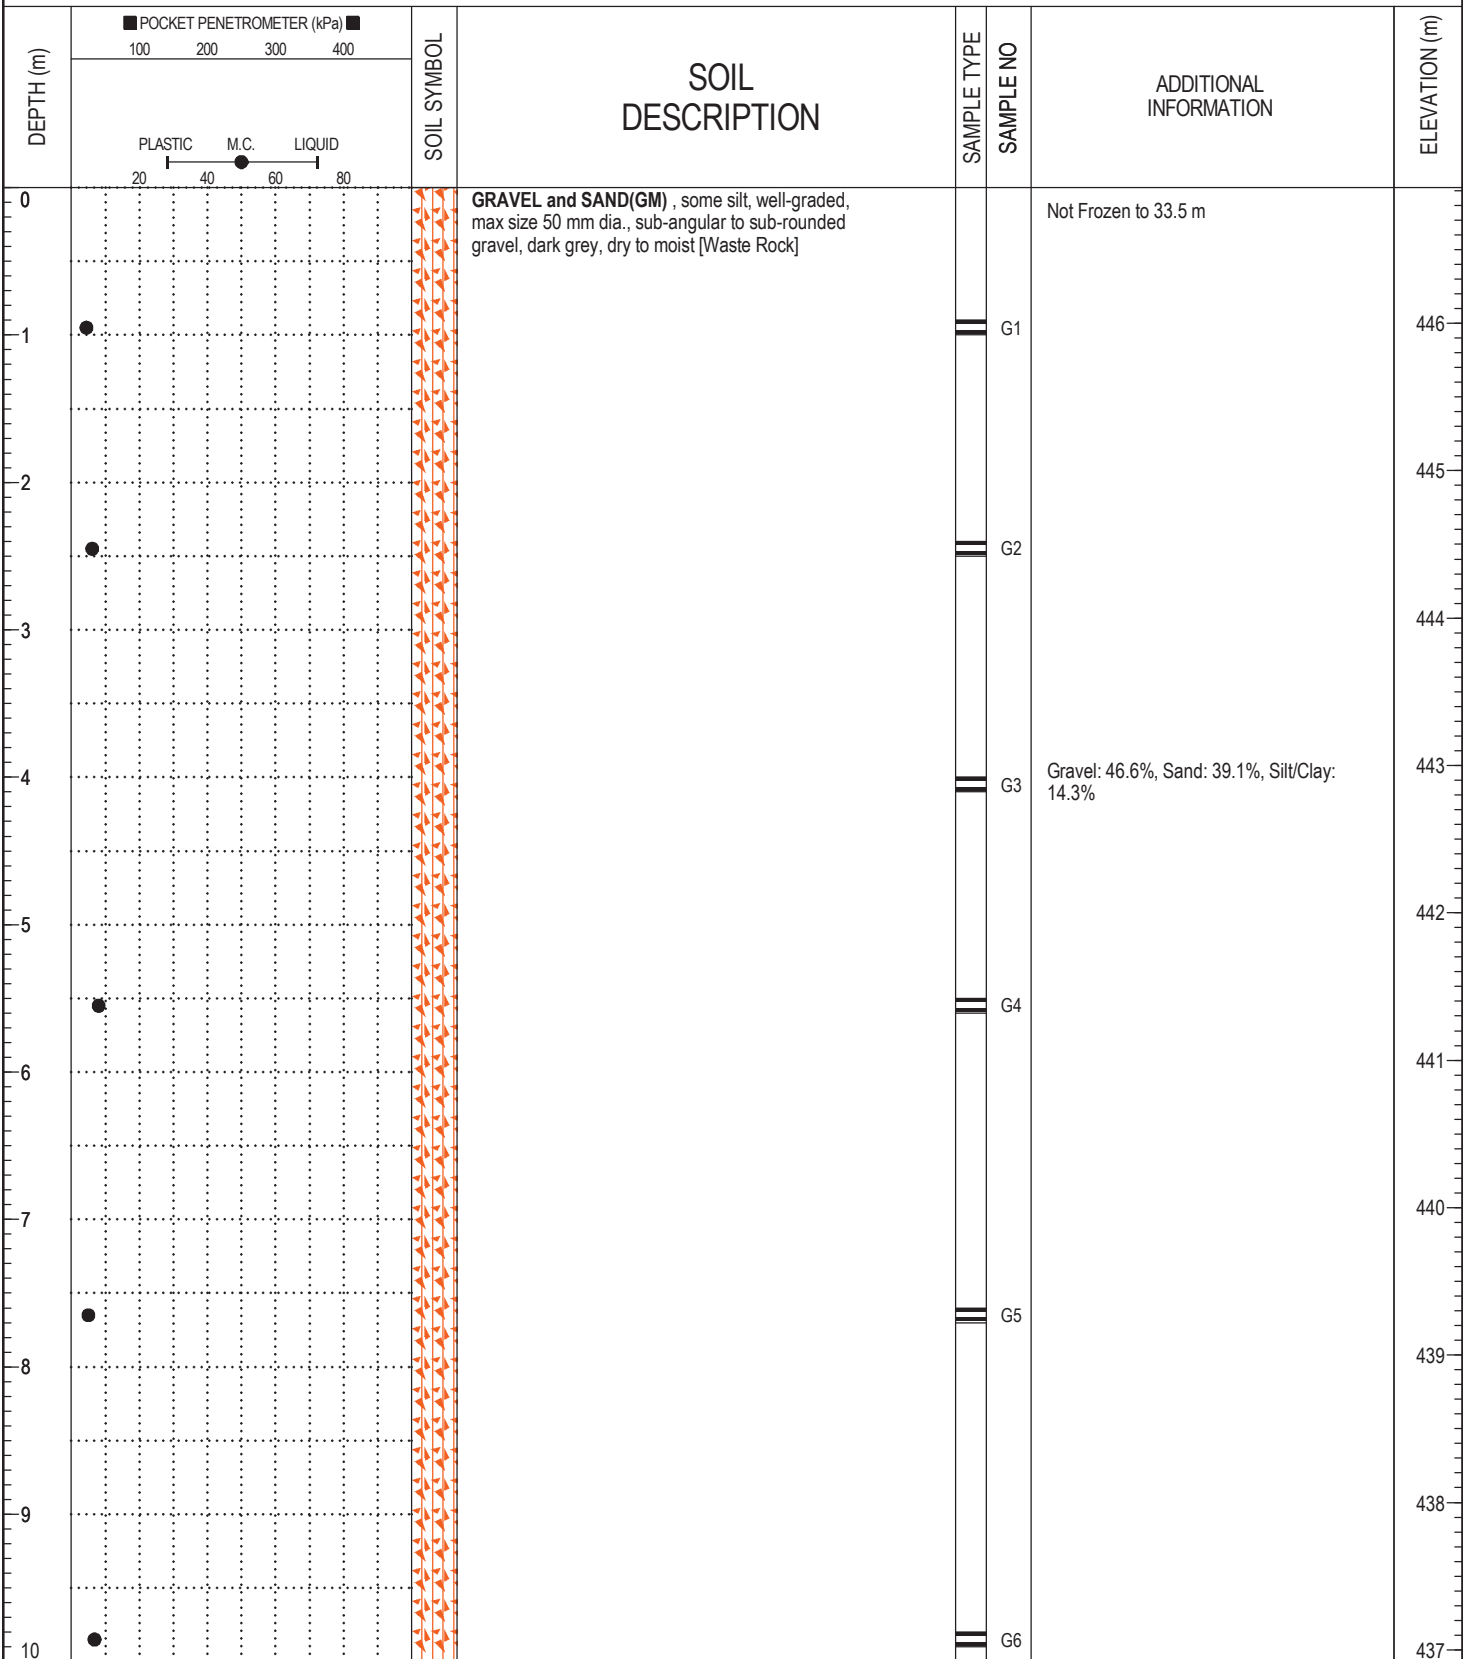 ■ POCKET PENETROMETER (kPa) ■
100 200 300 400
DEPTH (m)
PLASTIC M.C. LIQUID
20 40 60 80
SOIL SYMBOL
SOIL
DESCRIPTION
SAMPLE TYPE
SAMPLE NO
ADDITIONAL
INFORMATION
ELEVATION (m)
0
GRAVEL and SAND(GM) , some silt, well-graded,
max size 50 mm dia., sub-angular to sub-rounded
gravel, dark grey, dry to moist [Waste Rock]
Not Frozen to 33.5 m
1
G1
446
2
445
G2
444
3
4
G3
Gravel: 46.6%, Sand: 39.1%, Silt/Clay:
14.3%
443
5
442
G4
6
441
7
440
G5
8
439
9
438
10
G6
437